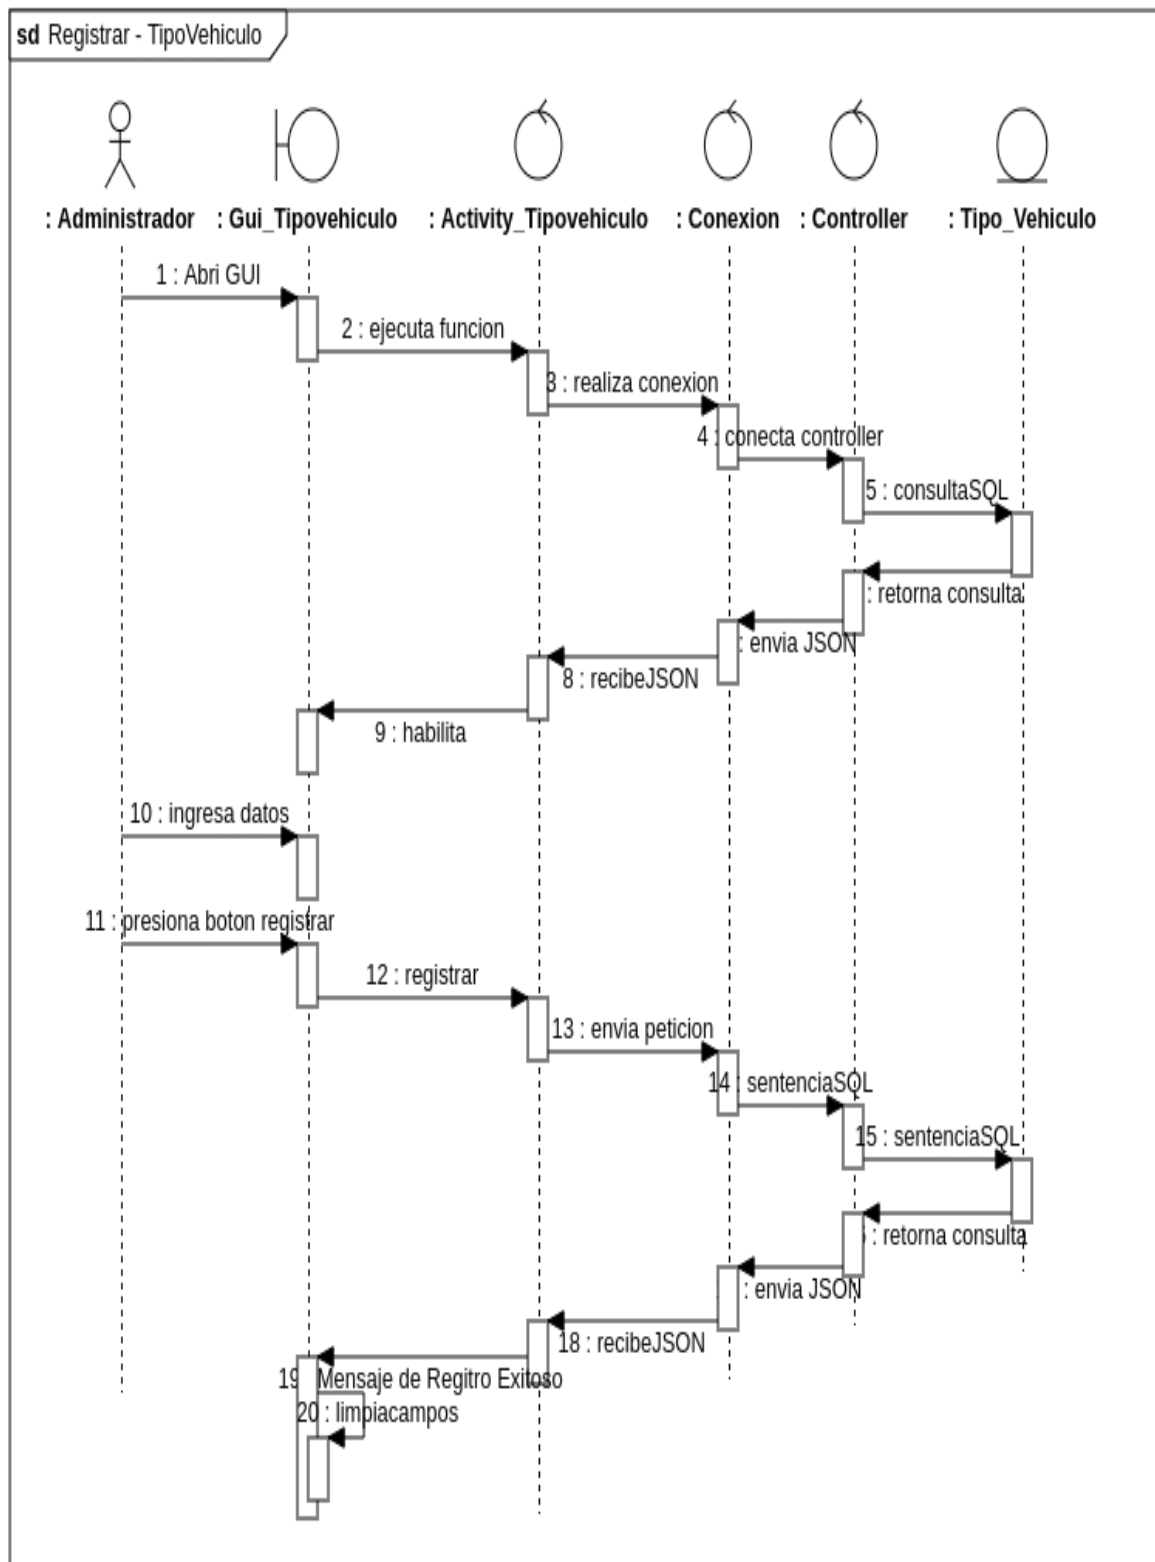 sd Registrar - TipoVehiculo
: Administrador
: Gui_Tipovehiculo
: Activity_Tipovehiculo
: Conexion
: Controller
: Tipo_Vehiculo
1 : Abri GUI
2 : ejecuta funcion
3 : realiza conexion
4 : conecta controller
5 : consultaSQL
: retorna consulta
: envia JSON
8 : recibeJSON
9 : habilita
10 : ingresa datos
11 : presiona boton registrar
12 : registrar
13 : envia peticion
14 : sentenciaSQL
15 : sentenciaSQL
: retorna consulta
: envia JSON
18 : recibeJSON
19 Mensaje de Regitro Exitoso
20 : limpiacampos